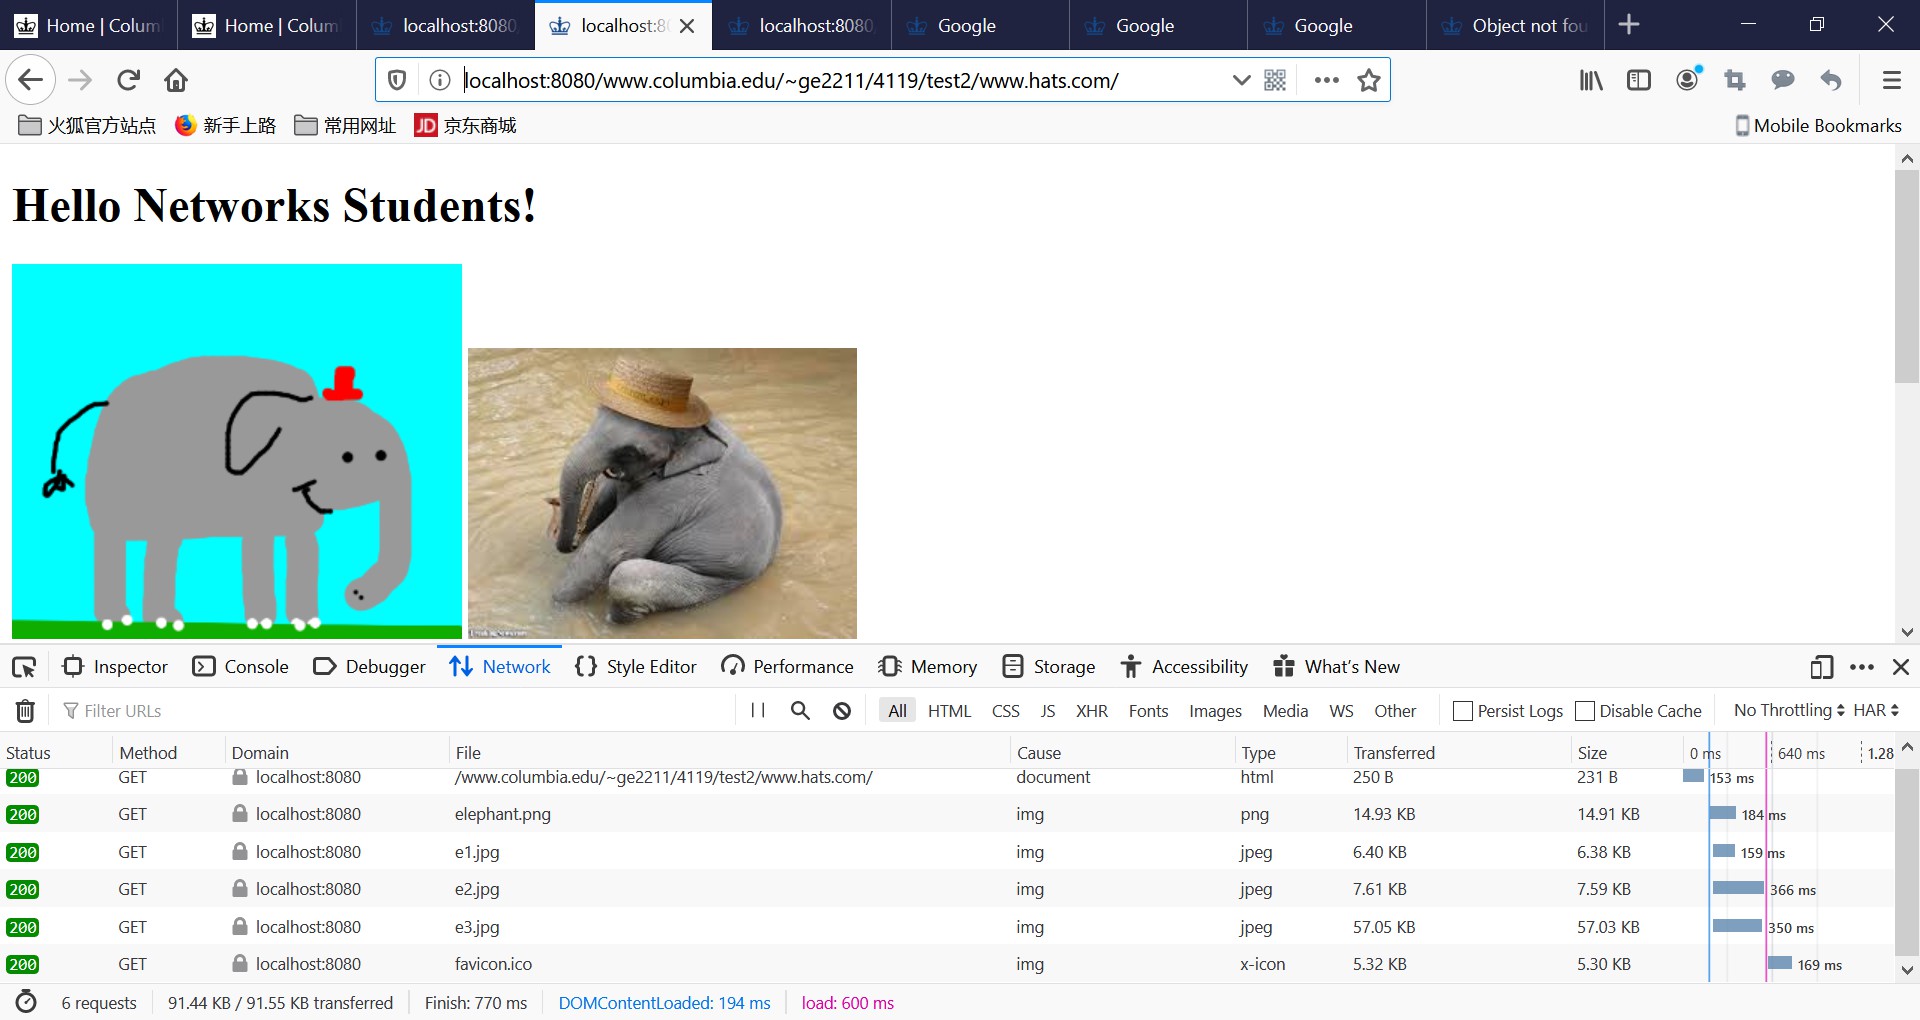 Home | Colum
Home | Colum
localhost:8080,
localhost:80
localhost:8080,
Google
Google
Google
Object not fou
localhost:8080/www.columbia.edu/~ge2211/4119/test2/www.hats.com/
火狐官方站点
新手上路
常用网址
JD 京东商城
Mobile Bookmarks
Hello Networks Students!
Inspector
Console
Debugger
Network
Style Editor
Performance
Memory
Storage
Accessibility
What's New
Filter URLs
All
HTML
CSS
JS
XHR
Fonts
Images
Media
WS
Other
Persist Logs
Disable Cache
No Throttling
HAR
Status Method Domain File Cause Type Transferred Size 0 ms 640 ms 1.28
200 GET localhost:8080 /www.columbia.edu/~ge2211/4119/test2/www.hats.com/ document html 250 B 231 B 153 ms
200 GET localhost:8080 elephant.png img png 14.93 KB 14.91 KB 184 ms
200 GET localhost:8080 e1.jpg img jpeg 6.40 KB 6.38 KB 159 ms
200 GET localhost:8080 e2.jpg img jpeg 7.61 KB 7.59 KB 366 ms
200 GET localhost:8080 e3.jpg img jpeg 57.05 KB 57.03 KB 350 ms
200 GET localhost:8080 favicon.ico img x-icon 5.32 KB 5.30 KB 169 ms
6 requests
91.44 KB / 91.55 KB transferred
Finish: 770 ms
DOMContentLoaded: 194 ms
load: 600 ms